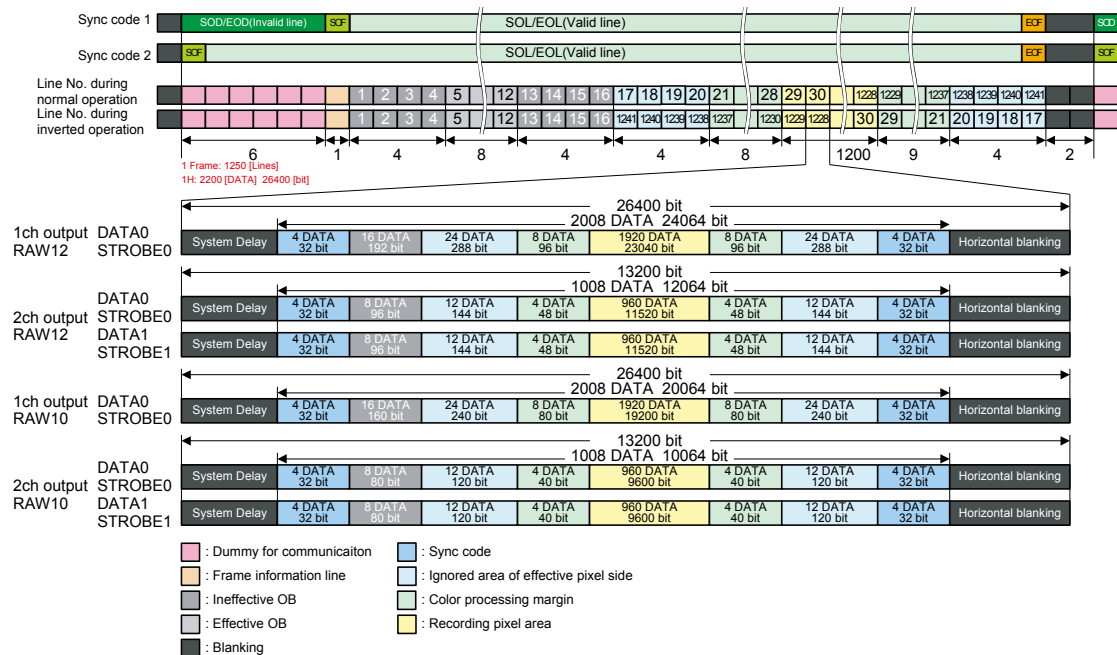 Sync code 1 SOD/EOD(Invalid line) SOF SOL/EOL(Valid line) EOF SOD
Sync code 2 SOF SOL/EOL(Valid line) EOF SOF
Line No. during
normal operation 1 2 3 4 5 12 13 14 15 16 17 18 19 20 21 28 29 30 1228 1229 1237 1238 1239 1240 1241
Line No. during
inverted operation 1 2 3 4 5 12 13 14 15 16 1241 1240 1239 1238 1237 1230 1229 1228 30 29 21 20 19 18 17
6 1 4 8 4 4 8 1200 9 4 2
1 Frame: 1250 [Lines]
1H: 2200 [DATA] 26400 [bit]
26400 bit
2008 DATA 24064 bit
1ch output DATA0
RAW12 STROBE0
System Delay 4 DATA 16 DATA 24 DATA 8 DATA 1920 DATA 8 DATA 24 DATA 4 DATA Horizontal blanking
32 bit 192 bit 288 bit 96 bit 23040 bit 96 bit 288 bit 32 bit
13200 bit
1008 DATA 12064 bit
DATA0
2ch output STROBE0
System Delay 4 DATA 8 DATA 12 DATA 4 DATA 960 DATA 4 DATA 12 DATA 4 DATA Horizontal blanking
32 bit 96 bit 144 bit 48 bit 11520 bit 48 bit 144 bit 32 bit
RAW12 DATA1
STROBE1
System Delay 4 DATA 8 DATA 12 DATA 4 DATA 960 DATA 4 DATA 12 DATA 4 DATA Horizontal blanking
32 bit 96 bit 144 bit 48 bit 11520 bit 48 bit 144 bit 32 bit
26400 bit
2008 DATA 20064 bit
1ch output DATA0
RAW10 STROBE0
System Delay 4 DATA 16 DATA 24 DATA 8 DATA 1920 DATA 8 DATA 24 DATA 4 DATA Horizontal blanking
32 bit 160 bit 240 bit 80 bit 19200 bit 80 bit 240 bit 32 bit
13200 bit
1008 DATA 10064 bit
DATA0
2ch output STROBE0
System Delay 4 DATA 8 DATA 12 DATA 4 DATA 960 DATA 4 DATA 12 DATA 4 DATA Horizontal blanking
32 bit 80 bit 120 bit 40 bit 9600 bit 40 bit 120 bit 32 bit
RAW10 DATA1
STROBE1
System Delay 4 DATA 8 DATA 12 DATA 4 DATA 960 DATA 4 DATA 12 DATA 4 DATA Horizontal blanking
32 bit 80 bit 120 bit 40 bit 9600 bit 40 bit 120 bit 32 bit
: Dummy for communicaiton
: Frame information line
: Ineffective OB
: Effective OB
: Blanking
: Sync code
: Ignored area of effective pixel side
: Color processing margin
: Recording pixel area